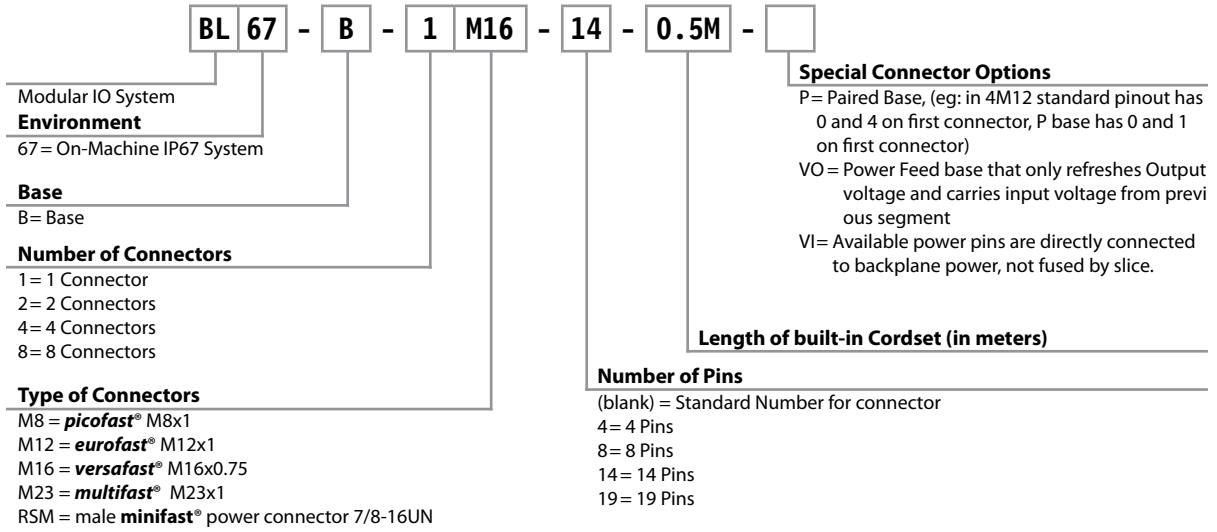 BL 67 - B - 1 M16 - 14 - 0.5M -
Modular IO System
Environment
67 = On-Machine IP67 System
Base
B = Base
Number of Connectors
1 = 1 Connector
2 = 2 Connectors
4 = 4 Connectors
8 = 8 Connectors
Type of Connectors
M8 = picofast® M8x1
M12 = eurofast® M12x1
M16 = versafast® M16x0.75
M23 = multifast® M23x1
RSM = male minifast® power connector 7/8-16UN
Special Connector Options
P = Paired Base, (eg: in 4M12 standard pinout has
0 and 4 on first connector, P base has 0 and 1
on first connector)
VO = Power Feed base that only refreshes Output
voltage and carries input voltage from previ
ous segment
VI = Available power pins are directly connected
to backplane power, not fused by slice.
Length of built-in Cordset (in meters)
Number of Pins
(blank) = Standard Number for connector
4 = 4 Pins
8 = 8 Pins
14 = 14 Pins
19 = 19 Pins